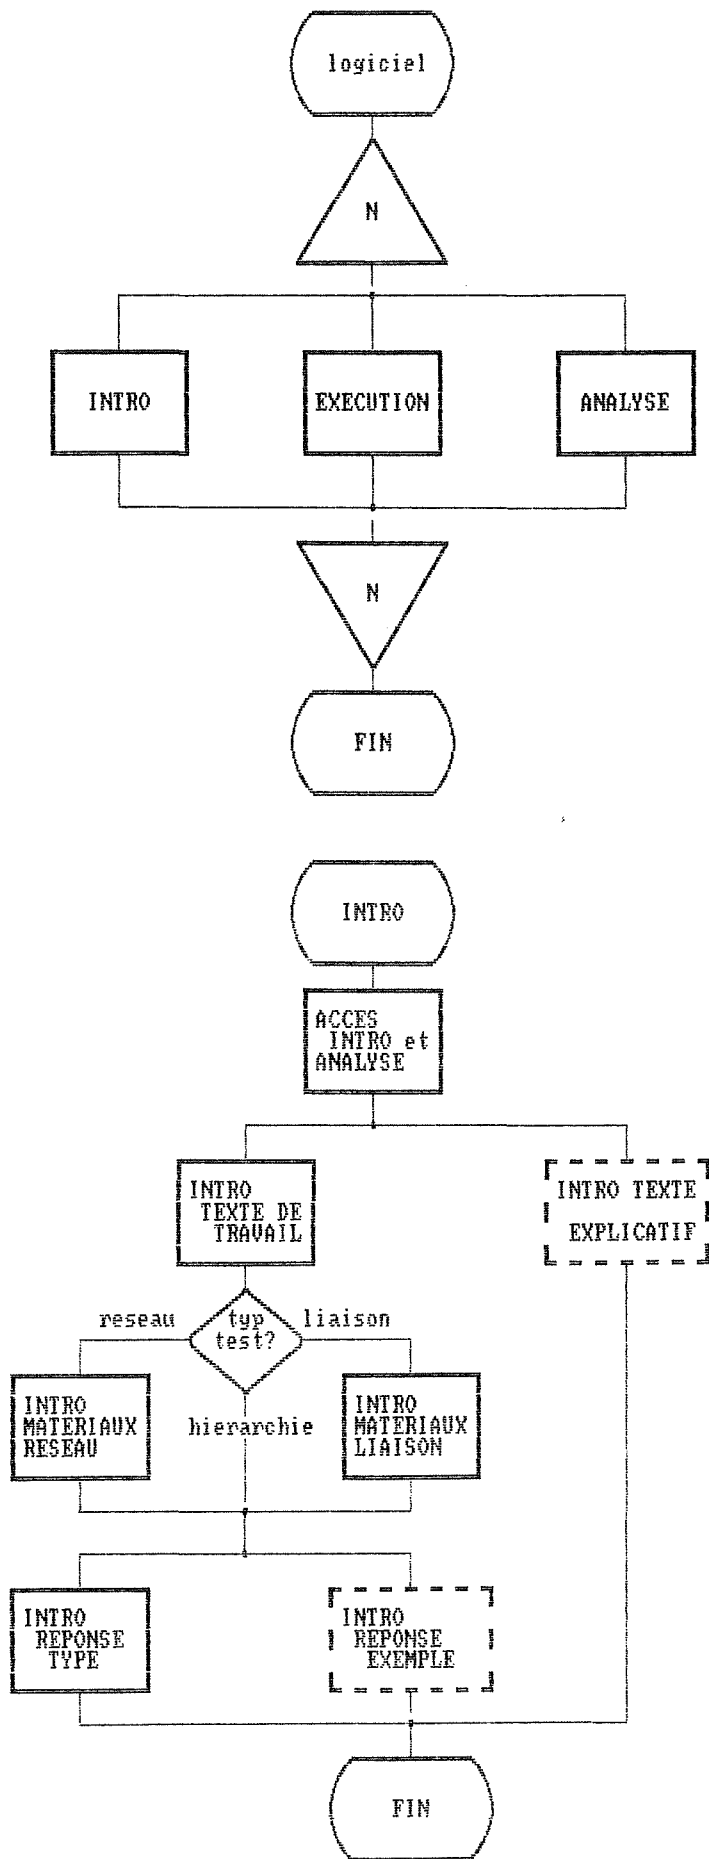 logiciel
N
INTRO
EXECUTION
ANALYSE
N
FIN
INTRO
ACCES
INTRO et
ANALYSE
INTRO
TEXTE DE
TRAVAIL
INTRO TEXTE
EXPLICATIF
reseau
typ
test?
liaison
INTRO
MATERIAUX
RESEAU
hierarchie
INTRO
MATERIAUX
LIAISON
INTRO
REPONSE
TYPE
INTRO
REPONSE
EXEMPLE
FIN